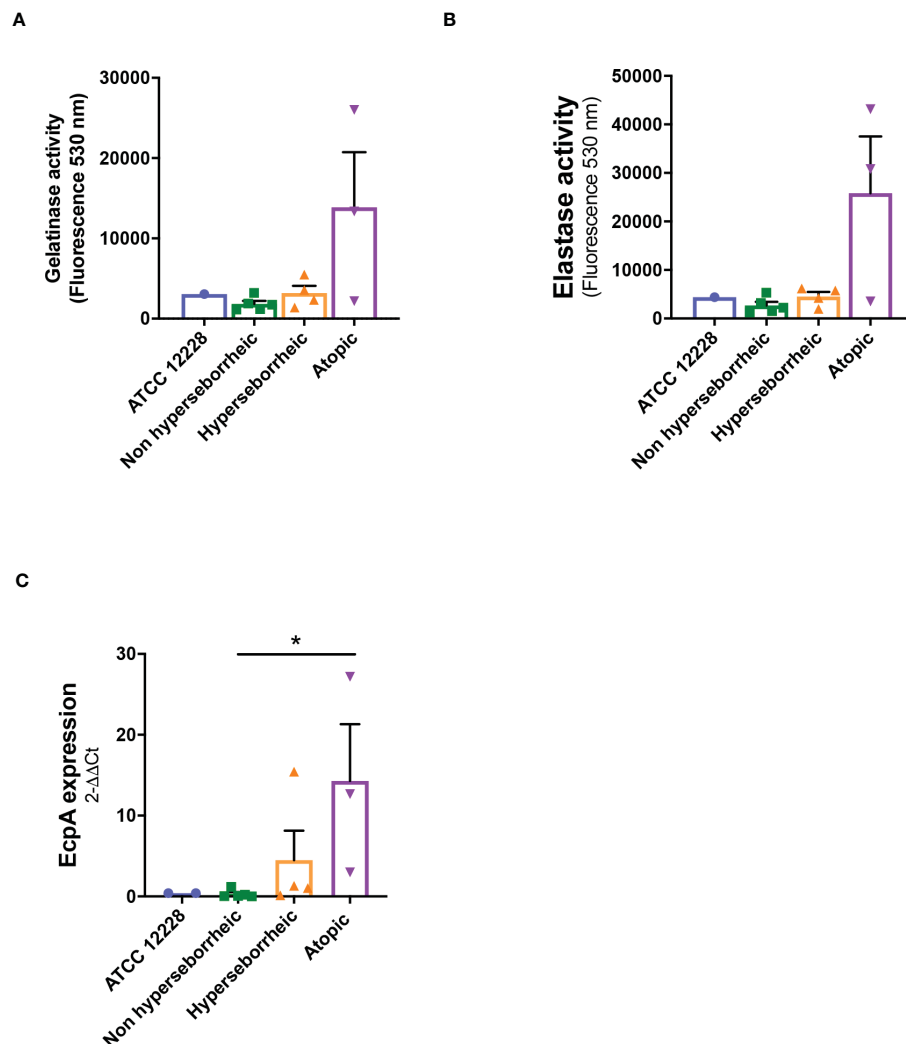 A
Gelatinase activity
(Fluorescence 530 nm)
30000
20000
10000
0
ATCC 12228
Non hyperseborrheic
Hyperseborrheic
Atopic
B
Elastase activity
(Fluorescence 530 nm)
50000
40000
30000
20000
10000
0
ATCC 12228
Non hyperseborrheic
Hyperseborrheic
Atopic
C
EcpA expression
2-ΔΔCt
30
20
10
0
*
ATCC 12228
Non hyperseborrheic
Hyperseborrheic
Atopic